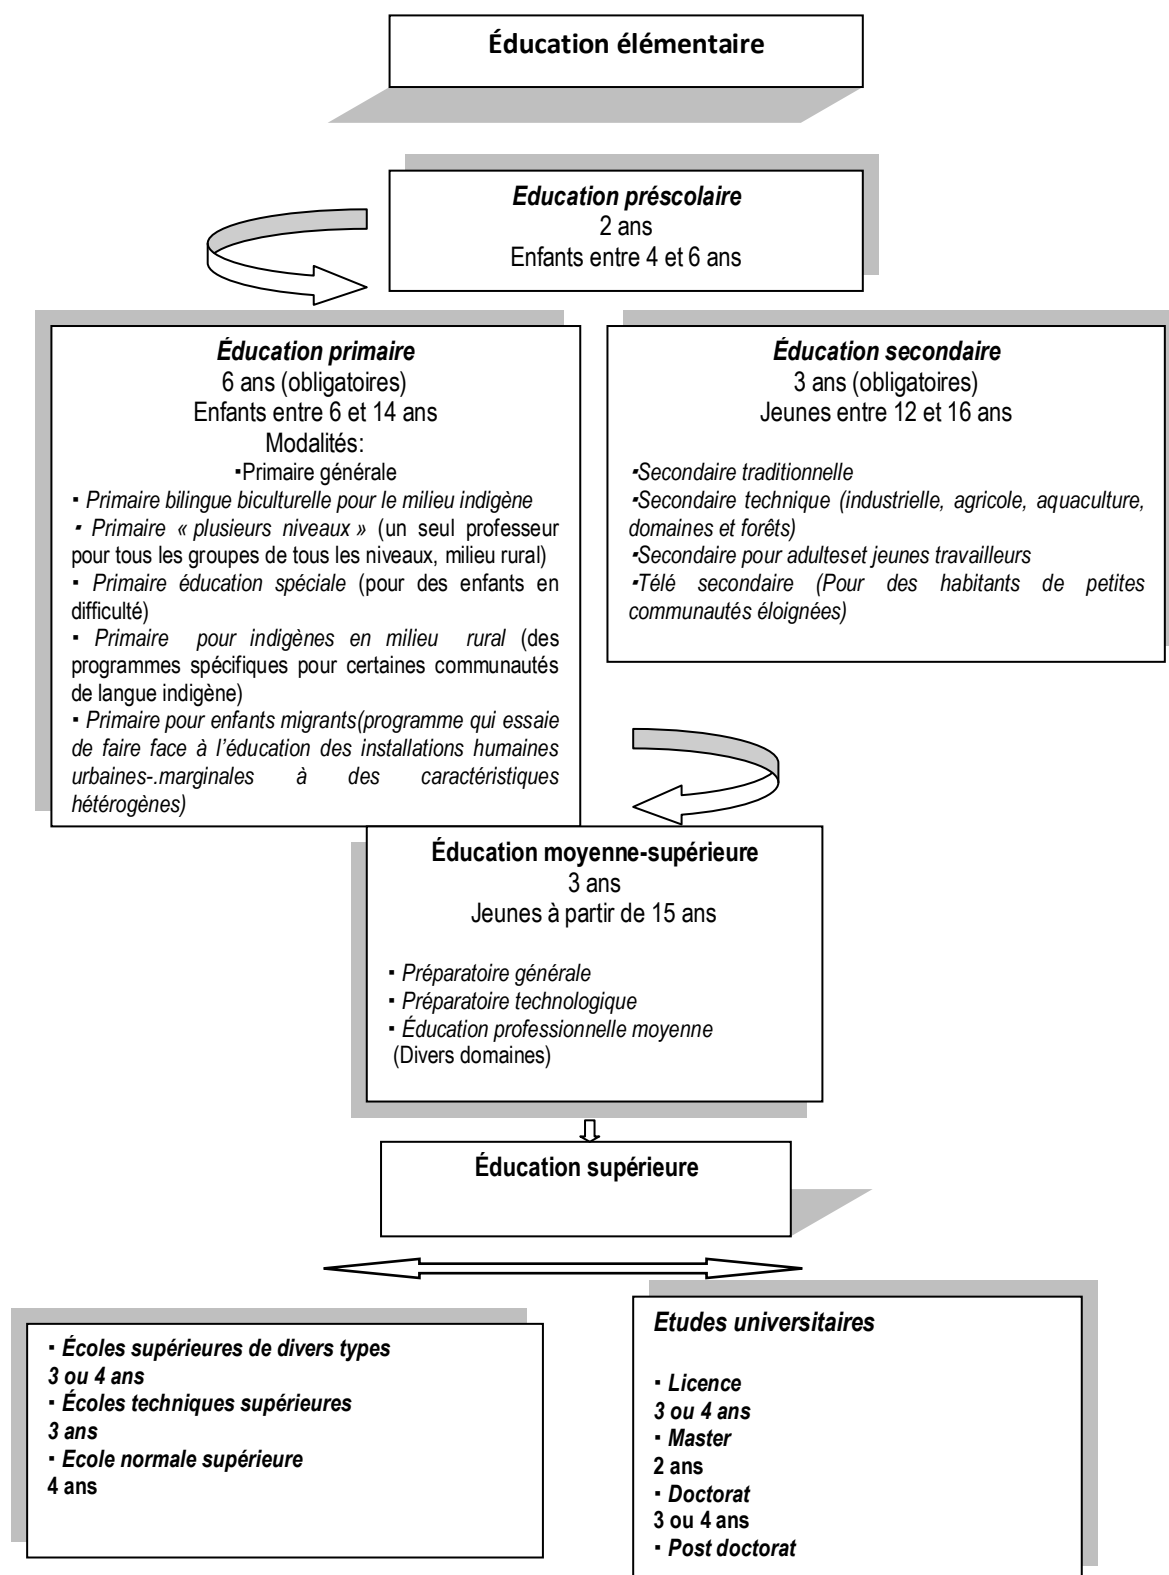 Éducation élémentaire
Education préscolaire
2 ans
Enfants entre 4 et 6 ans
Éducation primaire
6 ans (obligatoires)
Enfants entre 6 et 14 ans
Modalités:
▪Primaire générale
▪ Primaire bilingue biculturelle pour le milieu indigène
▪ Primaire « plusieurs niveaux » (un seul professeur
pour tous les groupes de tous les niveaux, milieu rural)
▪ Primaire éducation spéciale (pour des enfants en
difficulté)
▪ Primaire pour indigènes en milieu rural (des
programmes spécifiques pour certaines communautés
de langue indigène)
▪ Primaire pour enfants migrants(programme qui essaie
de faire face à l’éducation des installations humaines
urbaines-.marginales à des caractéristiques
hétérogènes)
Éducation secondaire
3 ans (obligatoires)
Jeunes entre 12 et 16 ans
▪Secondaire traditionnelle
▪Secondaire technique (industrielle, agricole, aquaculture,
domaines et forêts)
▪Secondaire pour adulteset jeunes travailleurs
▪Télé secondaire (Pour des habitants de petites
communautés éloignées)
Éducation moyenne-supérieure
3 ans
Jeunes à partir de 15 ans
▪ Préparatoire générale
▪ Préparatoire technologique
▪ Éducation professionnelle moyenne
(Divers domaines)
Éducation supérieure
▪ Écoles supérieures de divers types
3 ou 4 ans
▪ Écoles techniques supérieures
3 ans
▪ Ecole normale supérieure
4 ans
Etudes universitaires
▪ Licence
3 ou 4 ans
▪ Master
2 ans
▪ Doctorat
3 ou 4 ans
▪ Post doctorat